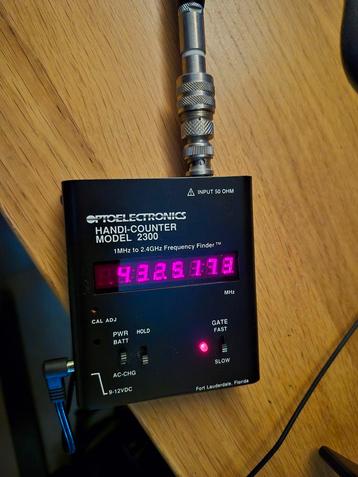 INPUT 50 OHM
OPTOELECTRONICS
HANDI-COUNTER
MODEL 2300
1MHz to 2.4GHz Frequency Finder™
432.5173
MHz
CAL ADJ
PWR
BATT
HOLD
AC-CHG
9-12VDC
GATE
FAST
SLOW
Fort Lauderdale, Florida